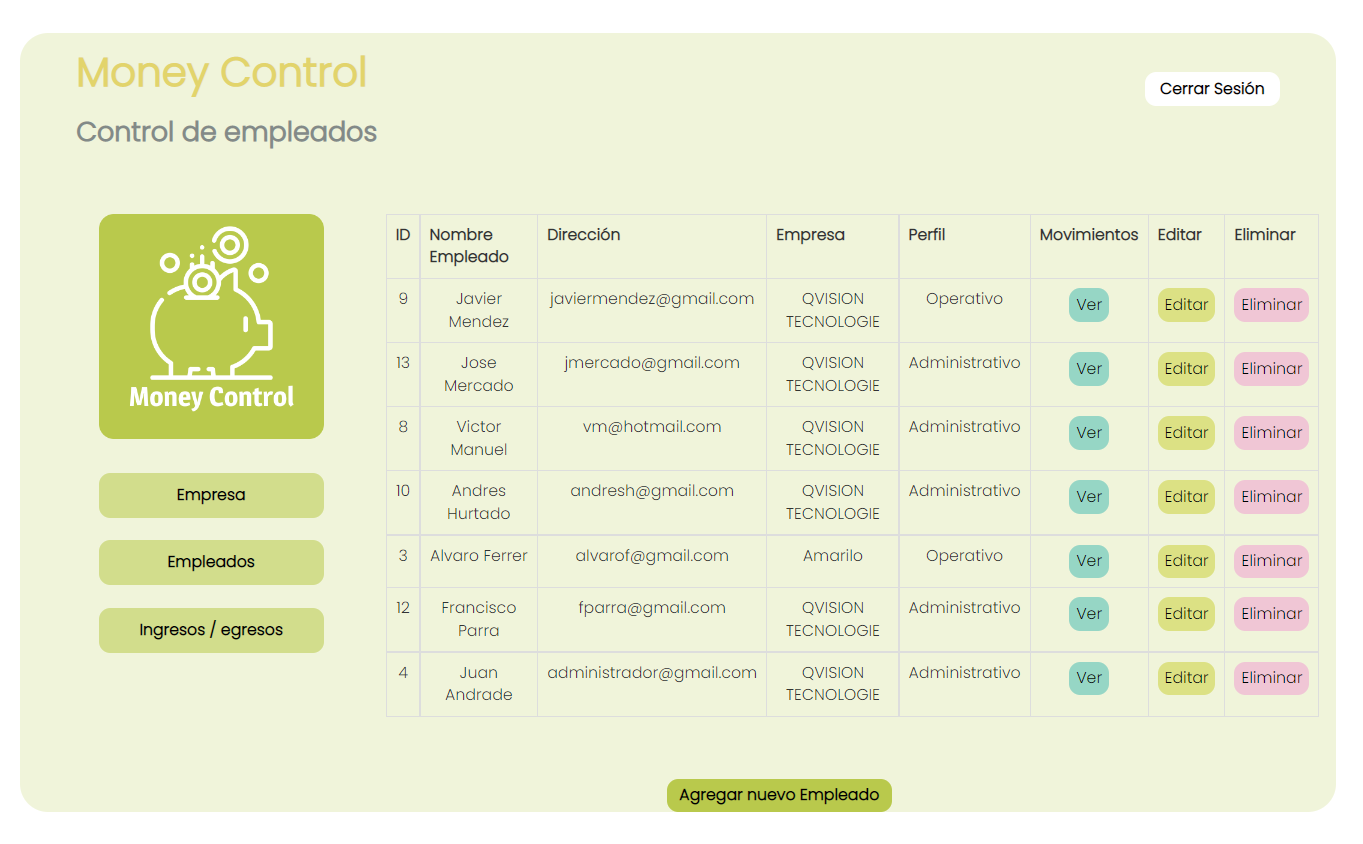 Money Control
Cerrar Sesión
Control de empleados
Money Control
Empresa
Empleados
Ingresos / egresos
ID Nombre Dirección Empresa Perfil Movimientos Editar Eliminar
Empleado
9 Javier javiermendez@gmail.com QVISION Operativo Ver Editar Eliminar
Mendez TECNOLOGIE
13 Jose jmercado@gmail.com QVISION Administrativo Ver Editar Eliminar
Mercado TECNOLOGIE
8 Victor vm@hotmail.com QVISION Administrativo Ver Editar Eliminar
Manuel TECNOLOGIE
10 Andres andresh@gmail.com QVISION Administrativo Ver Editar Eliminar
Hurtado TECNOLOGIE
3 Alvaro Ferrer alvarof@gmail.com Amarilo Operativo Ver Editar Eliminar
12 Francisco fparra@gmail.com QVISION Administrativo Ver Editar Eliminar
Parra TECNOLOGIE
4 Juan administrador@gmail.com QVISION Administrativo Ver Editar Eliminar
Andrade TECNOLOGIE
Agregar nuevo Empleado